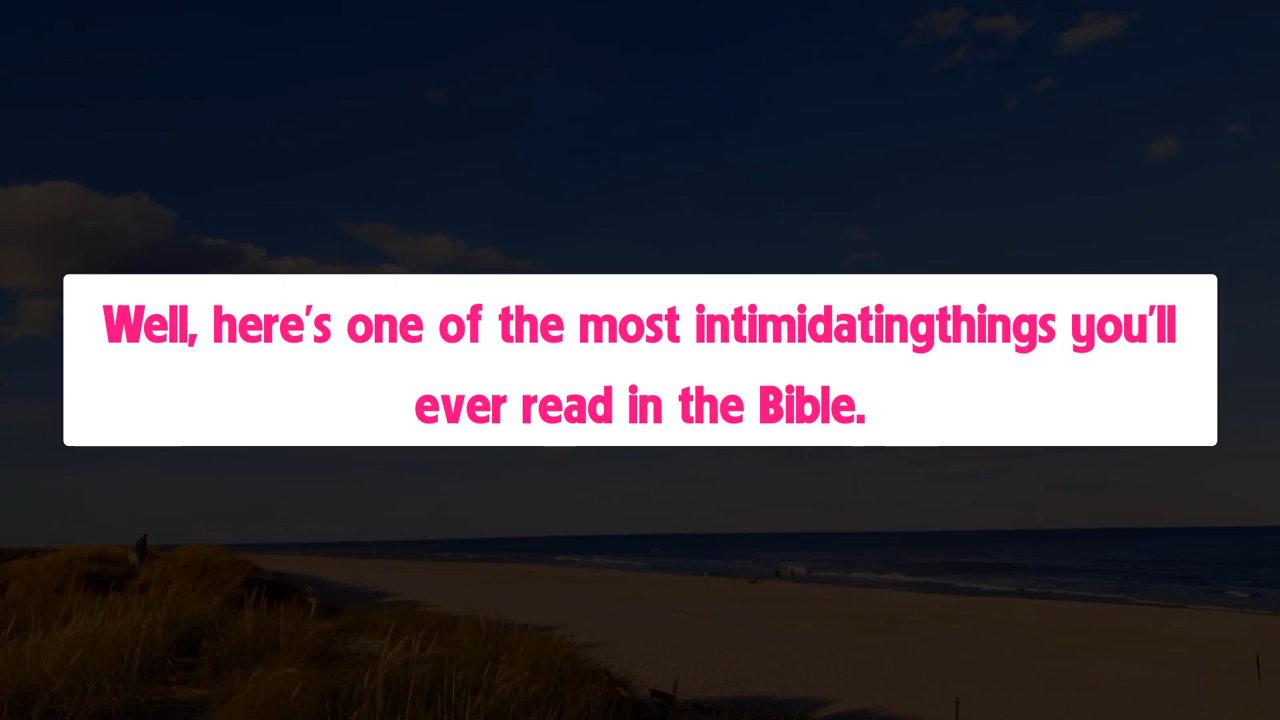 Well, here's one of the most intimidatingthings you'll
ever read in the Bible.